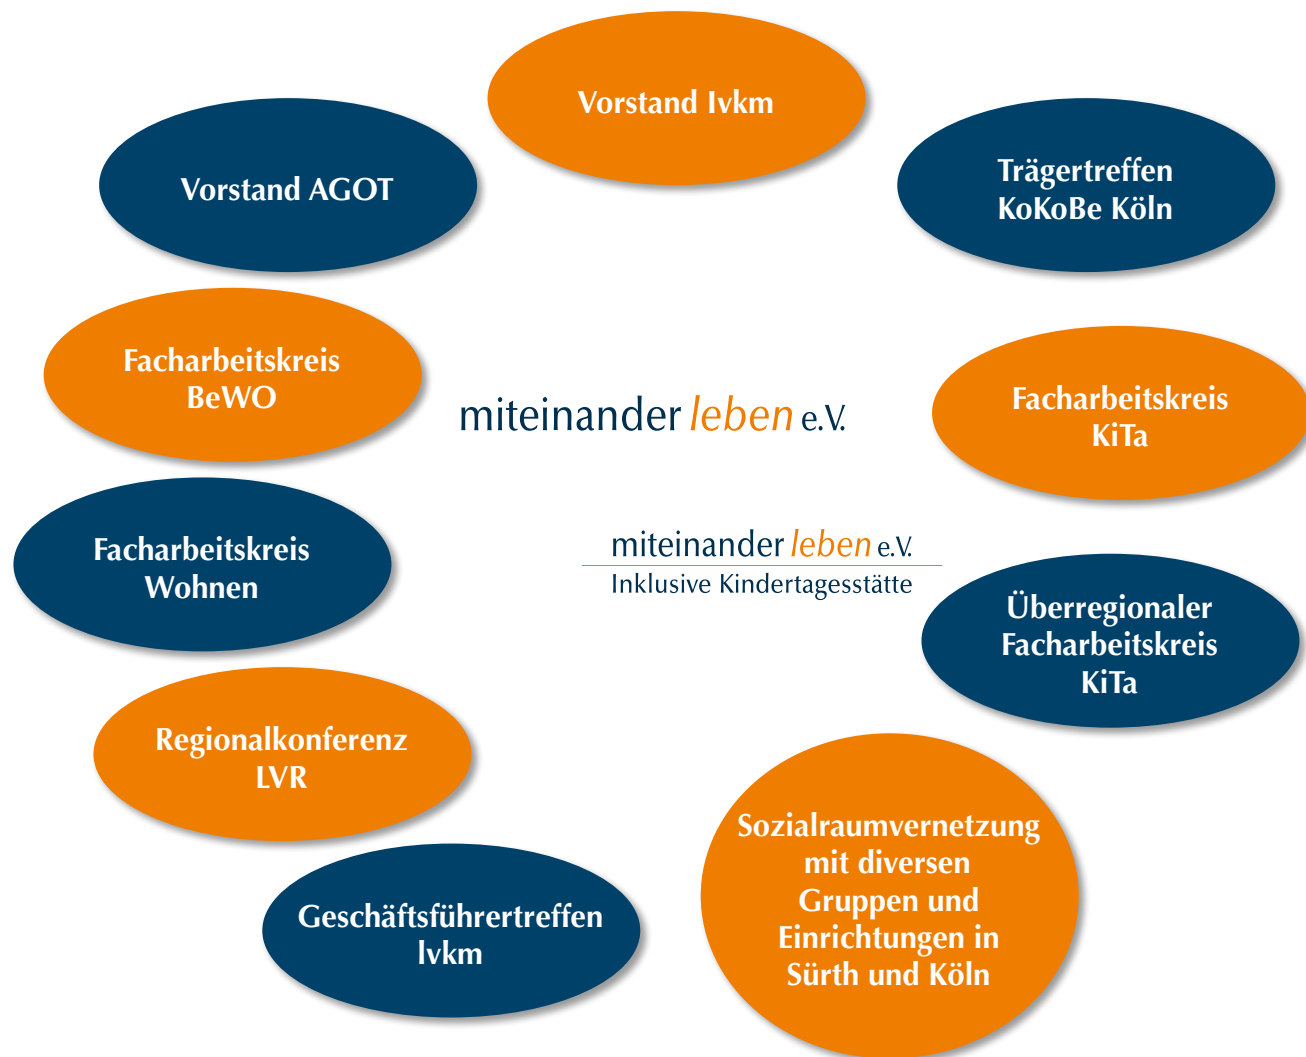 Vorstand lvkm
Vorstand AGOT
Trägertreffen
KoKoBe Köln
Facharbeitskreis
BeWO
Facharbeitskreis
KiTa
miteinander leben e.V.
Facharbeitskreis
Wohnen
miteinander leben e.V.
Inklusive Kindertagesstätte
Überregionaler
Facharbeitskreis
KiTa
Regionalkonferenz
LVR
Sozialraumvernetzung
mit diversen
Gruppen und
Einrichtungen in
Sürth und Köln
Geschäftsführertreffen
lvkm